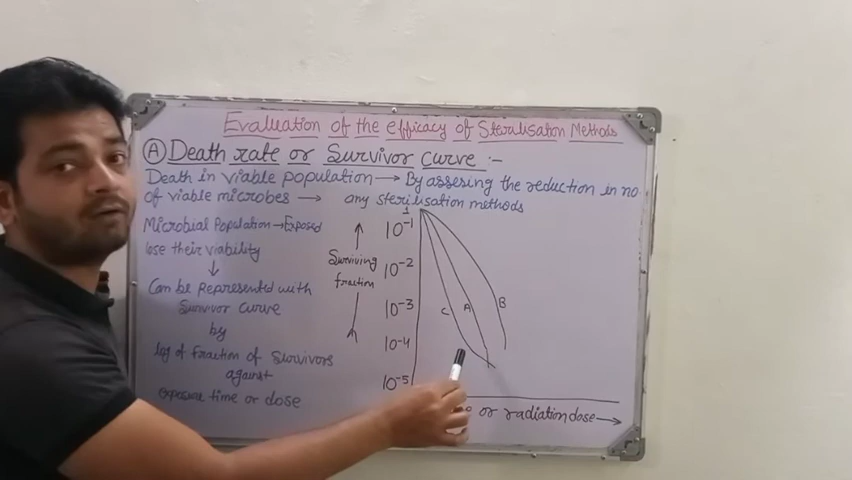 Evaluation of the efficacy of Sterilisation Methods
(A) Death rate or Survivor curve :-
Death in viable population → By assesing the reduction in no
of viable microbes → any sterilisation methods
Microbial Population → Exposed
lose their viability
↓
Can be Represented with
Survivor curve
by
log of fraction of Survivors
against
exposure time or dose
Surviving
fraction
1
10⁻¹
10⁻²
10⁻³
10⁻⁴
10⁻⁵
C
A
B
or radiation dose →